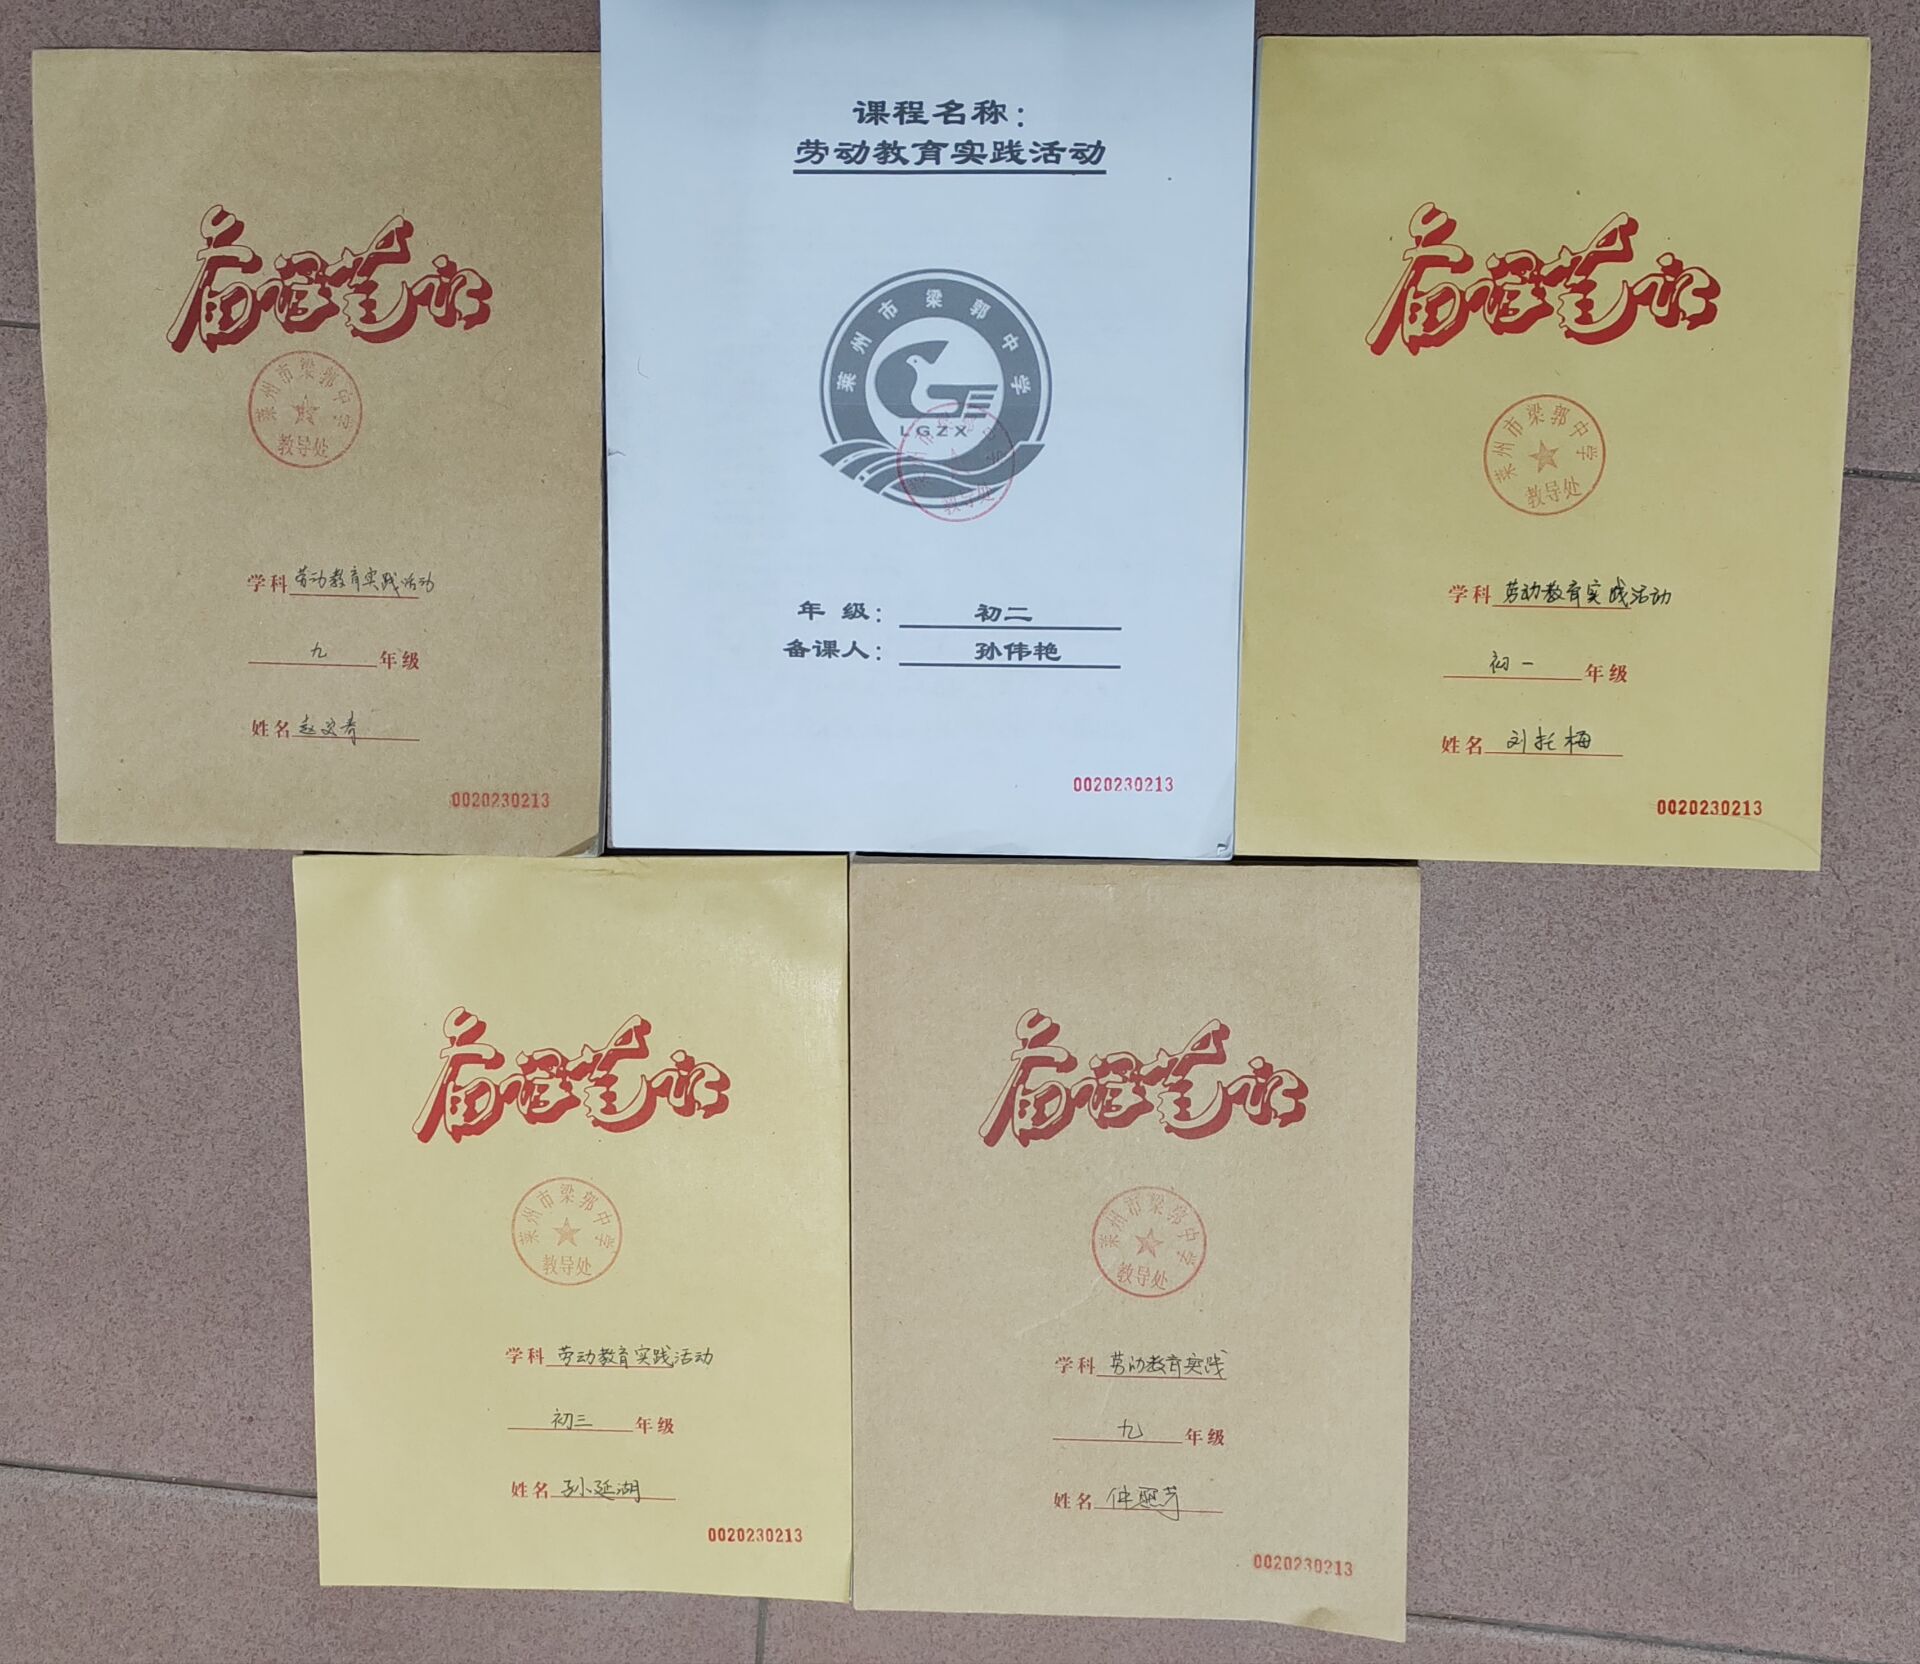 备课笔记
莱州市梁郭中学
教导处
学科 劳动教育实践活动
九 年级
姓名 赵文青
0020230213
课程名称：
劳动教育实践活动
莱州市梁郭中学
LGZX
教导处
年 级： 初二
备课人： 孙伟艳
0020230213
备课笔记
莱州市梁郭中学
教导处
学科 劳动教育实践活动
初一 年级
姓名 刘托梅
0020230213
备课笔记
莱州市梁郭中学
教导处
学科 劳动教育实践活动
初三 年级
姓名 孙延湖
0020230213
备课笔记
莱州市梁郭中学
教导处
学科 劳动教育实践
九 年级
姓名 仲
0020230213